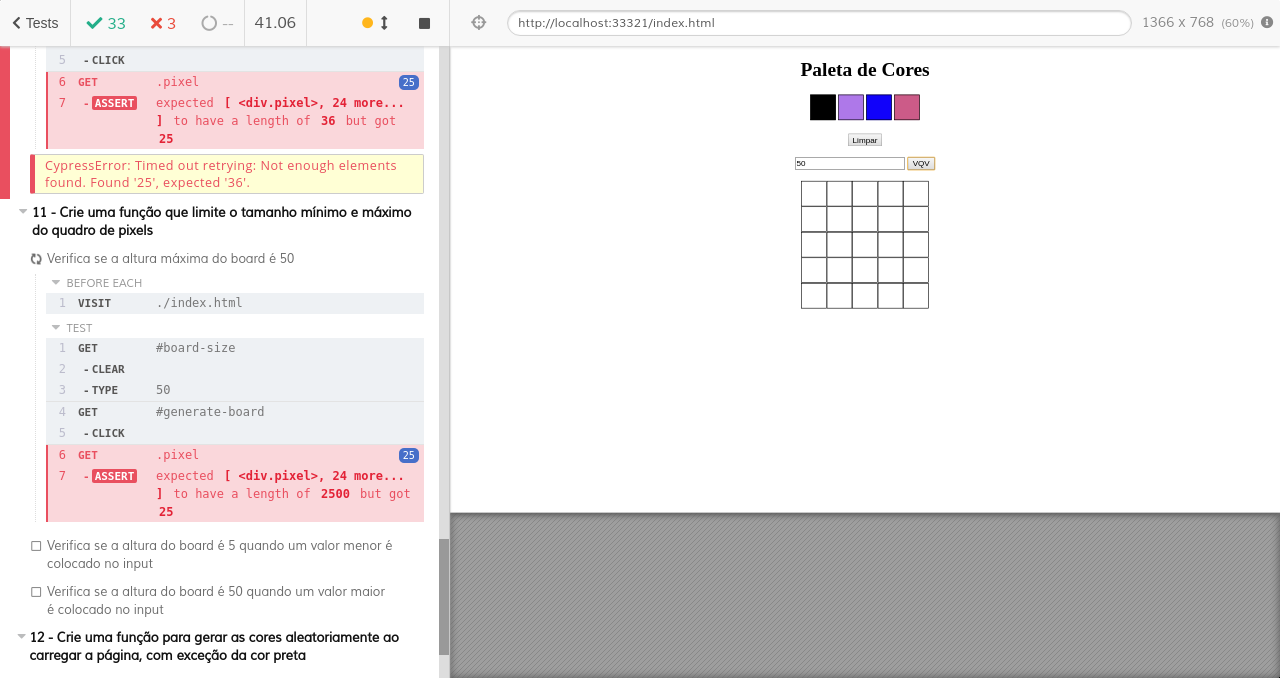 Tests
33
3
--
41.06
http://localhost:33321/index.html
1366 x 768 (60%)
5 - CLICK
6 GET .pixel 25
7 - ASSERT expected [ <div.pixel>, 24 more...
] to have a length of 36 but got
25
CypressError: Timed out retrying: Not enough elements
found. Found '25', expected '36'.
11 - Crie uma função que limite o tamanho mínimo e máximo
do quadro de pixels
Verifica se a altura máxima do board é 50
BEFORE EACH
1 VISIT ./index.html
TEST
1 GET #board-size
2 - CLEAR
3 - TYPE 50
4 GET #generate-board
5 - CLICK
6 GET .pixel 25
7 - ASSERT expected [ <div.pixel>, 24 more...
] to have a length of 2500 but got
25
Verifica se a altura do board é 5 quando um valor menor é
colocado no input
Verifica se a altura do board é 50 quando um valor maior
é colocado no input
12 - Crie uma função para gerar as cores aleatoriamente ao
carregar a página, com exceção da cor preta
Paleta de Cores
Limpar
50 VQV